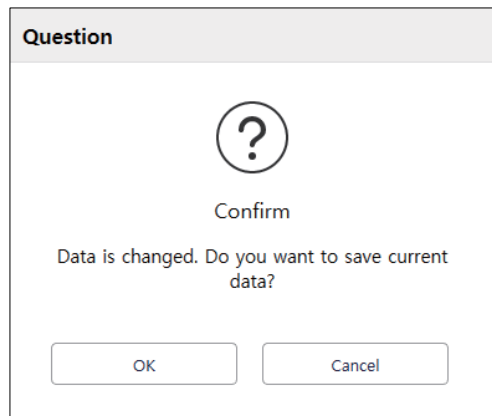 Question
Confirm
Data is changed. Do you want to save current
data?
OK
Cancel